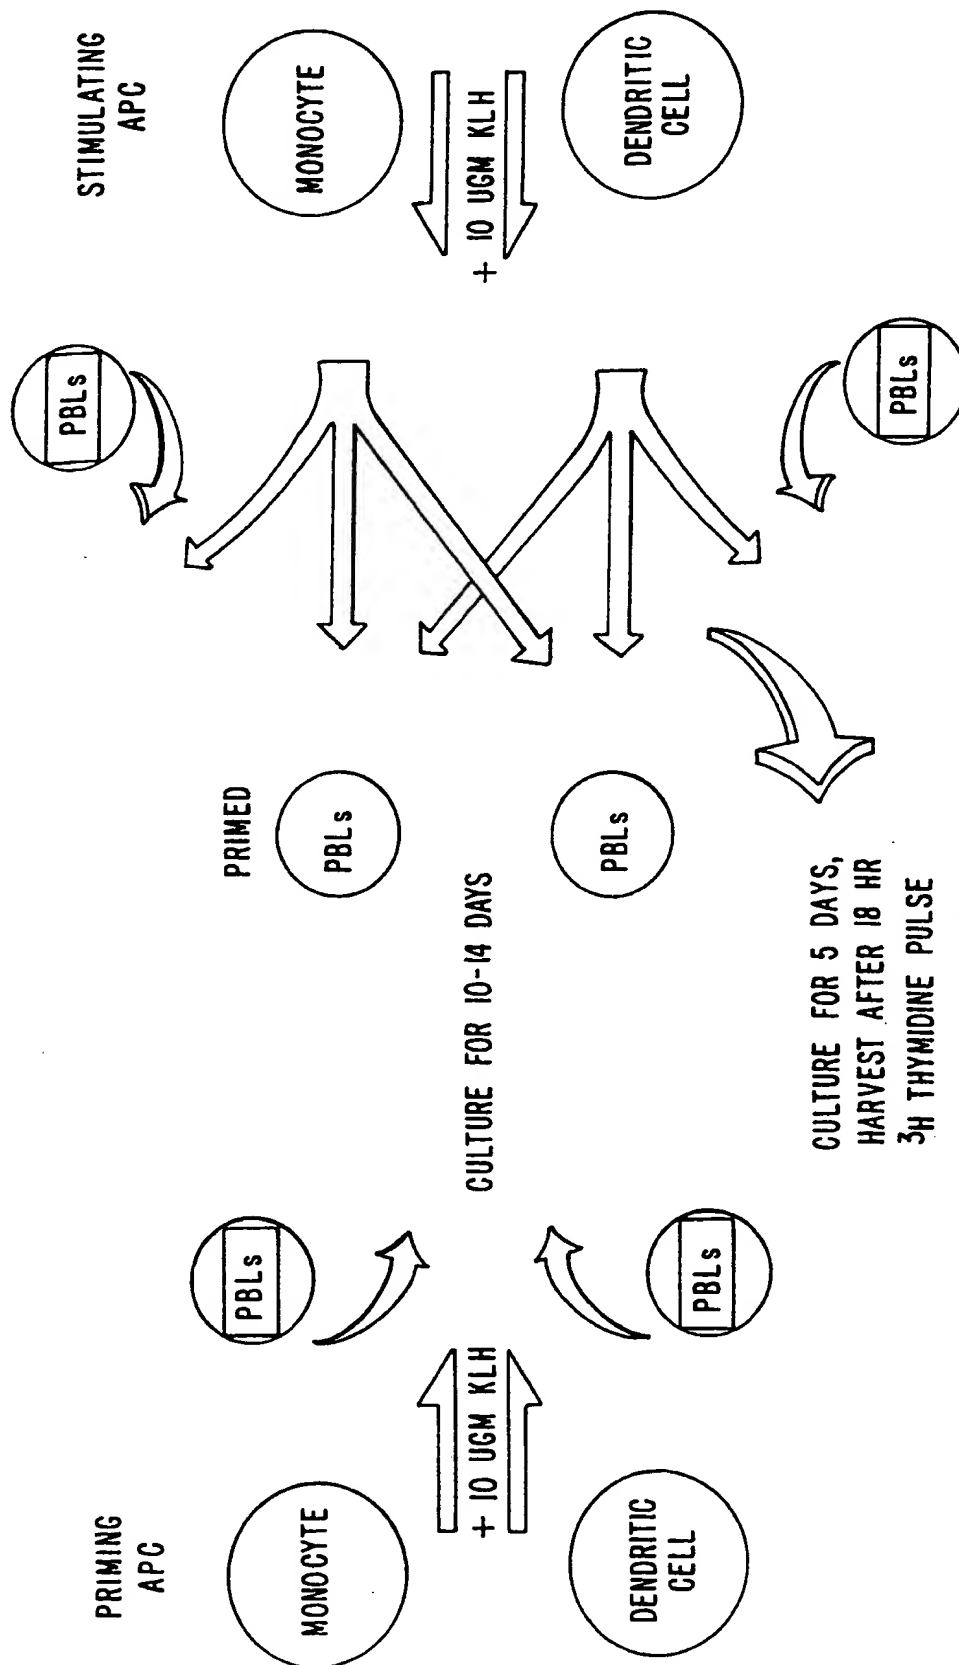 PRIMING
APC
MONOCYTE
+ 10 UGM KLH
DENDRITIC
CELL
PBLs
PBLs
CULTURE FOR 10-14 DAYS
PRIMED
PBLs
PBLs
CULTURE FOR 5 DAYS,
HARVEST AFTER 18 HR
³H THYMIDINE PULSE
PBLs
PBLs
STIMULATING
APC
MONOCYTE
+ 10 UGM KLH
DENDRITIC
CELL